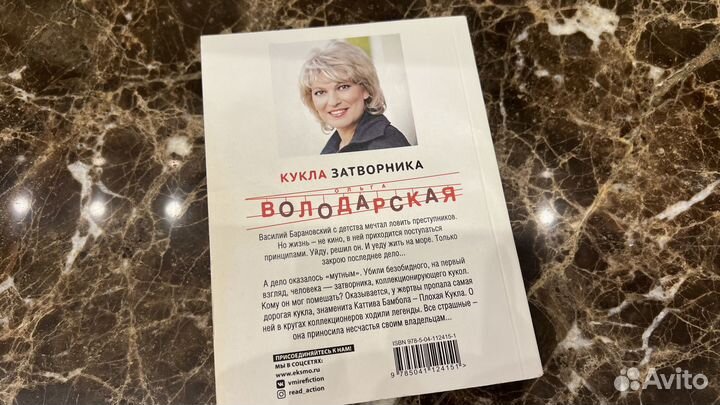 КУКЛА ЗАТВОРНИКА
ОЛЬГА
ВОЛОДАРСКАЯ
Василий Барановский с детства мечтал ловить преступников.
Но жизнь – не кино, в ней приходится поступаться
принципами. Уйду, решил он. И уеду жить на море. Только
закрою последнее дело...
А дело оказалось «мутным». Убили безобидного, на первый
взгляд, человека — затворника, коллекционирующего кукол.
Кому он мог помешать? Оказывается, у жертвы пропала самая
дорогая кукла, знаменита Каттива Бамбола – Плохая Кукла. О
ней в кругах коллекционеров ходили легенды. Все страшные –
она приносила несчастья своим владельцам...
ПРИСОЕДИНЯЙТЕСЬ К НАМ!
МЫ В СОЦСЕТЯХ:
www.eksmo.ru
vmirefiction
read_action
ISBN 978-5-04-112415-1
9 785041 124151 >
Avito